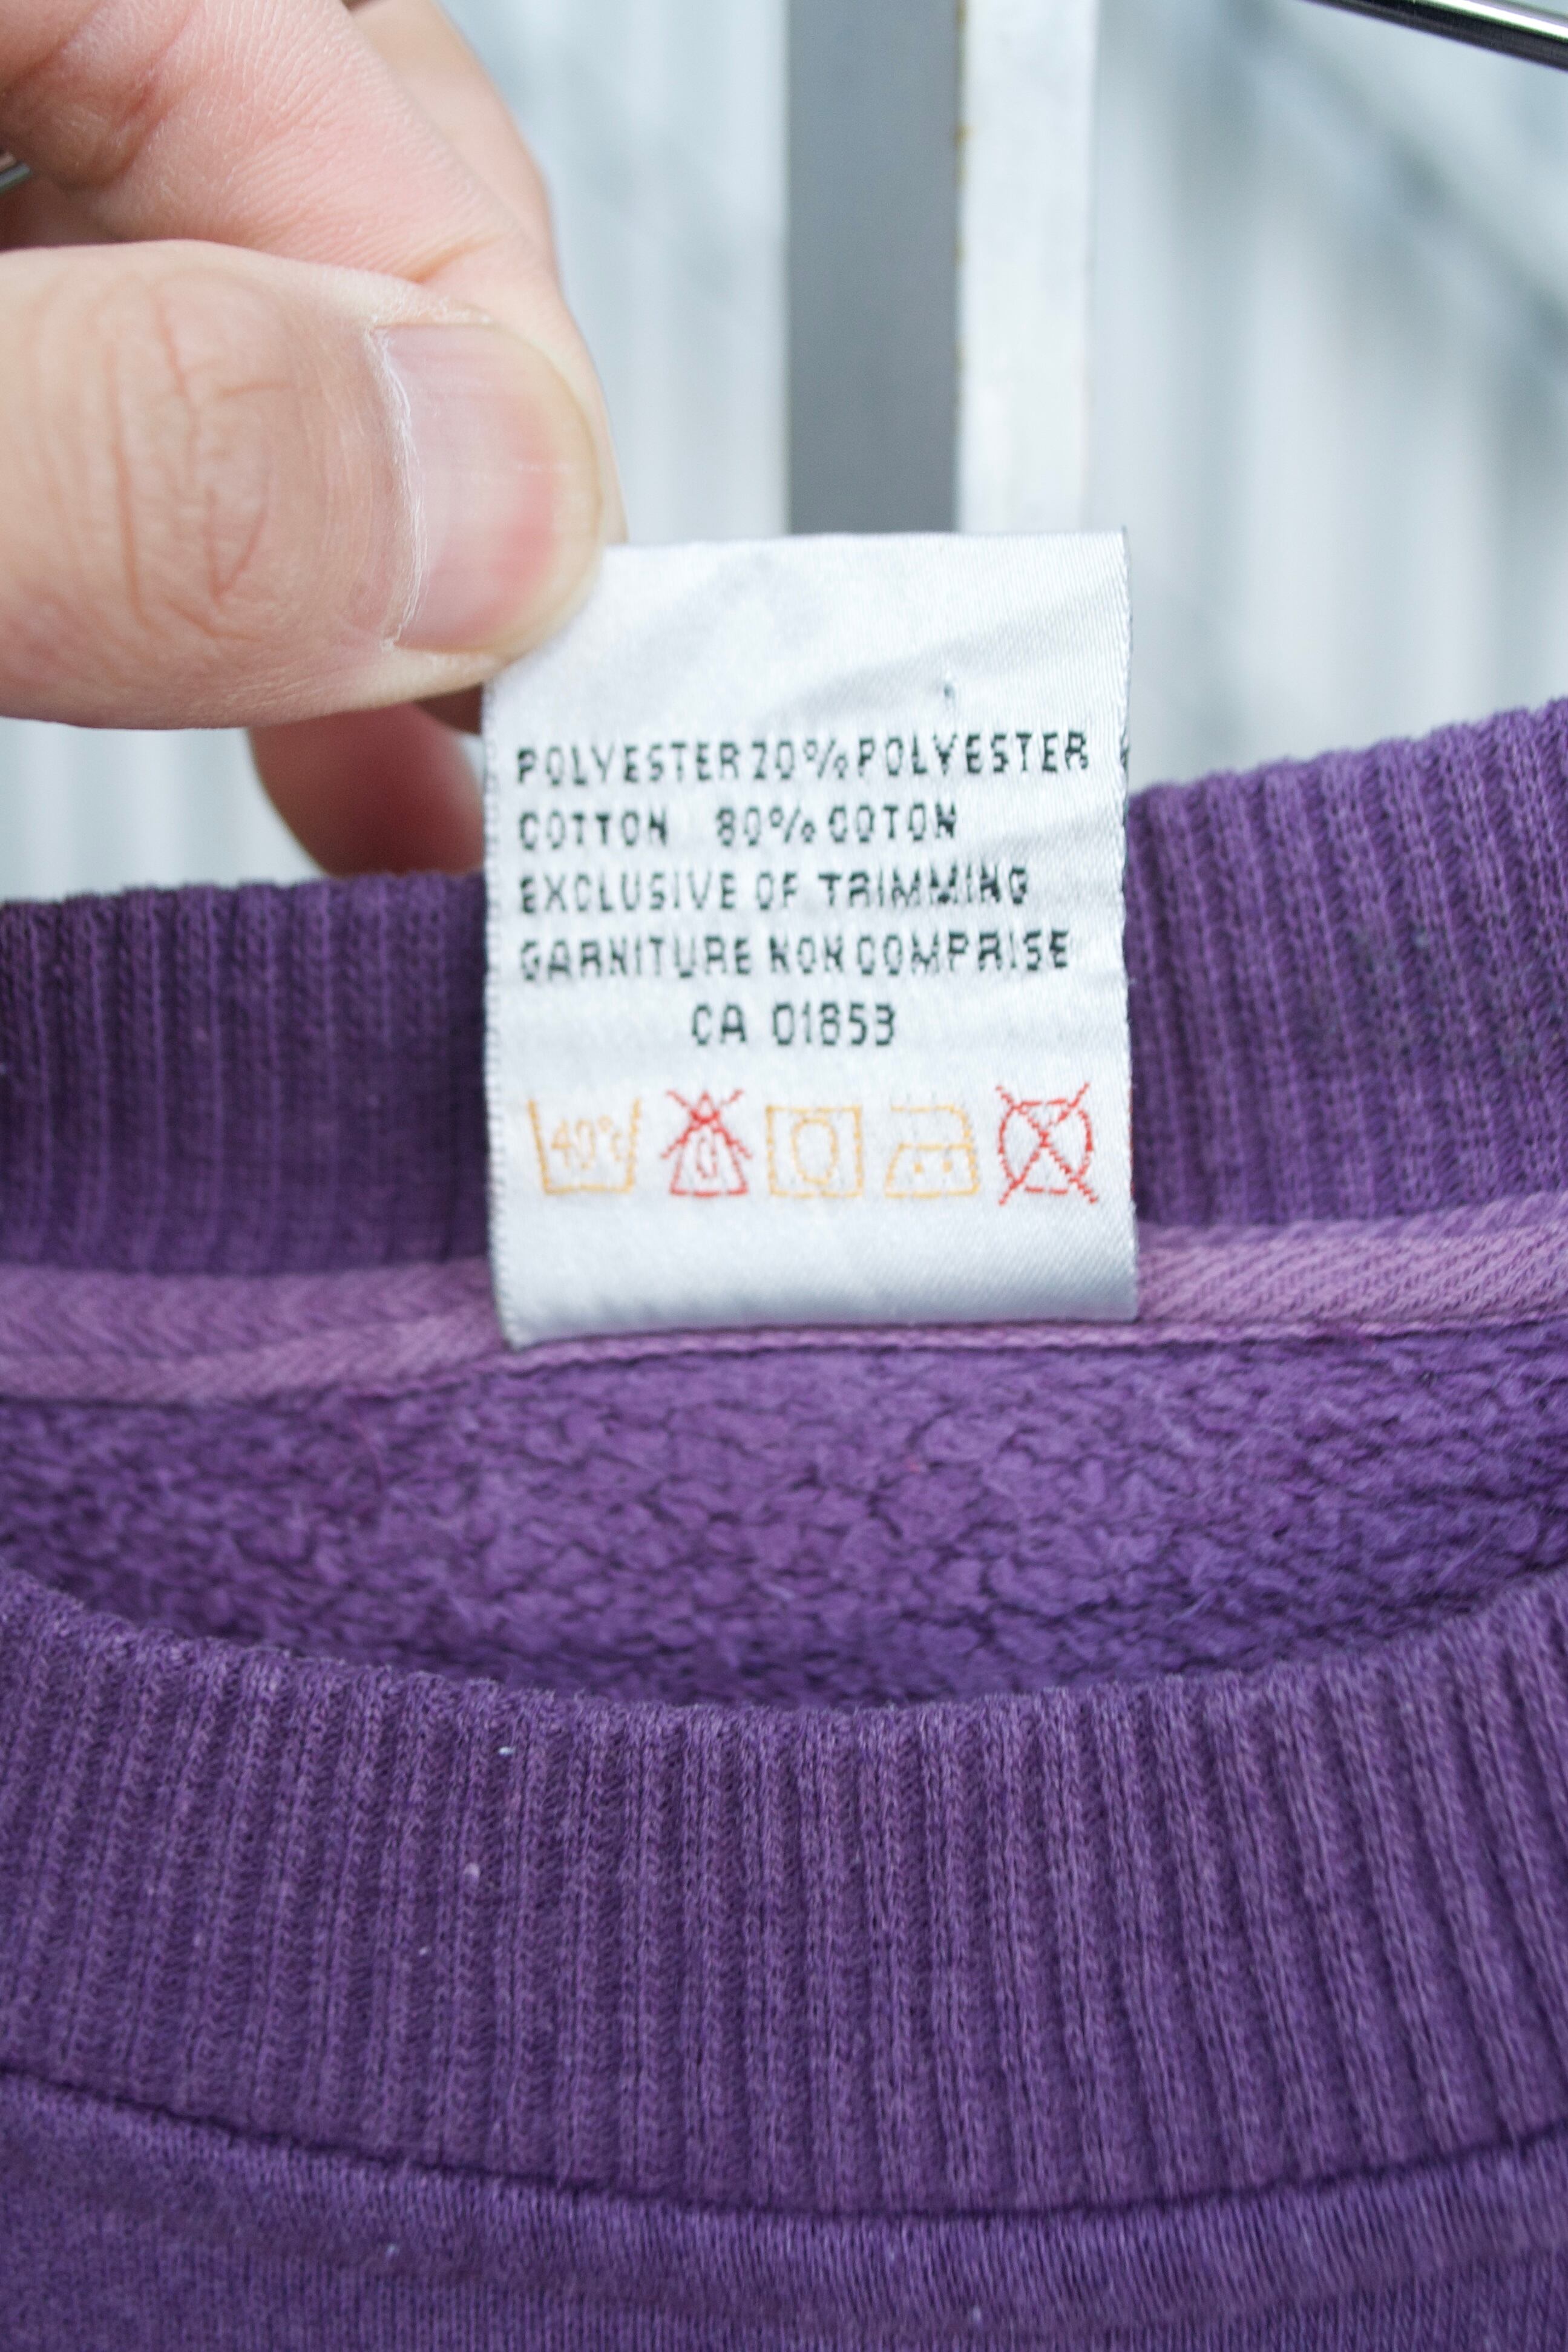 POLYESTER 20% POLYESTER
COTTON 80% COTON
EXCLUSIVE OF TRIMMING
GARNITURE NON COMPRISE
CA 01853
40°C